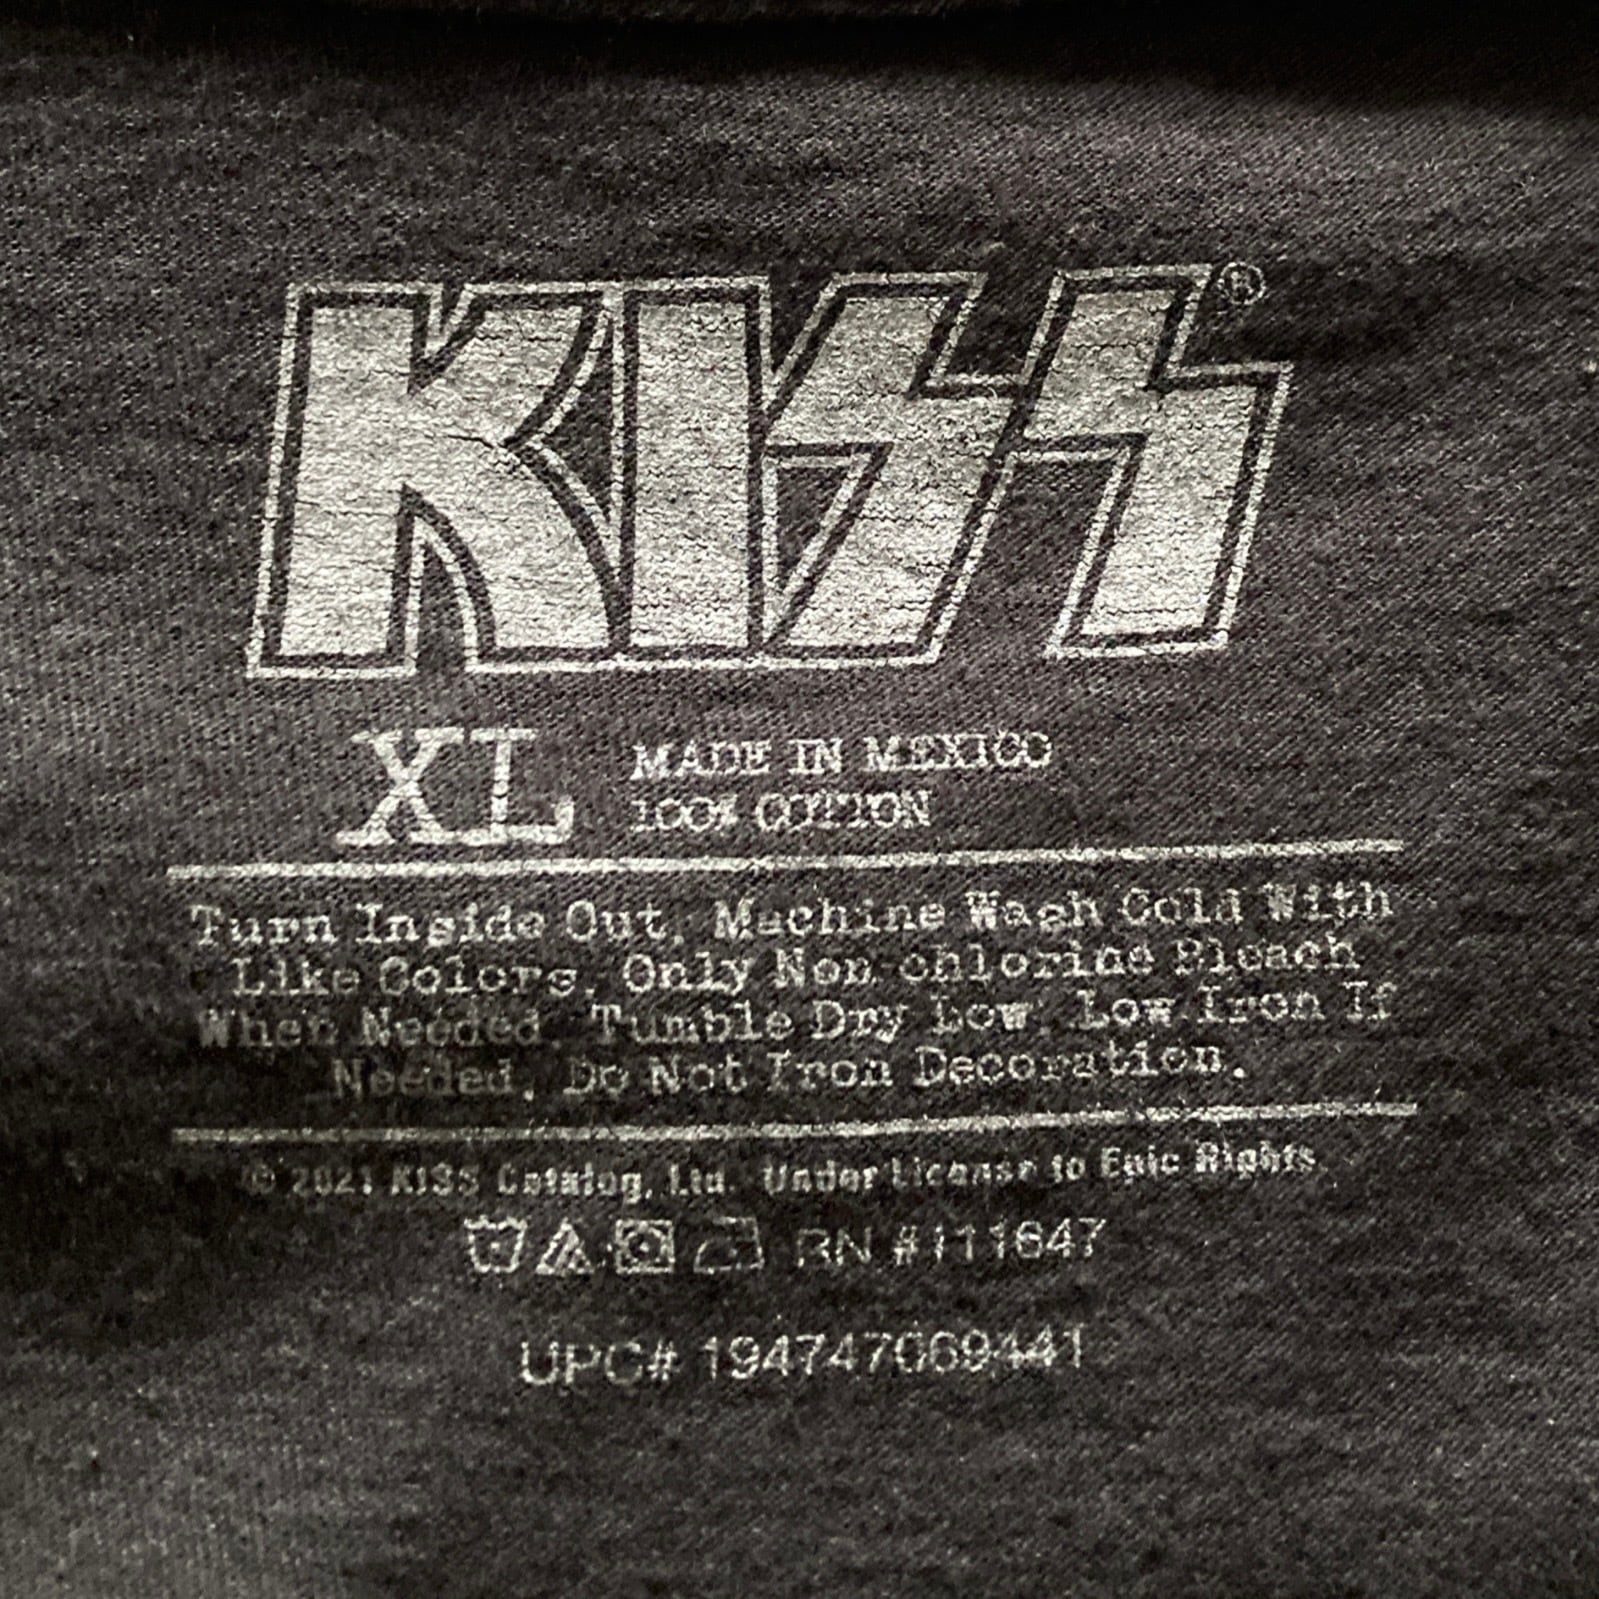 KISS®
XL
MADE IN MEXICO
100% COTTON
Turn Inside Out. Machine Wash Cold With
Like Colors. Only Non-chlorine Bleach
When Needed. Tumble Dry Low. Low Iron If
Needed. Do Not Iron Decoration.
© 2021 KISS Catalog, Ltd. Under License to Epic Rights.
RN #111647
UPC# 194747069441